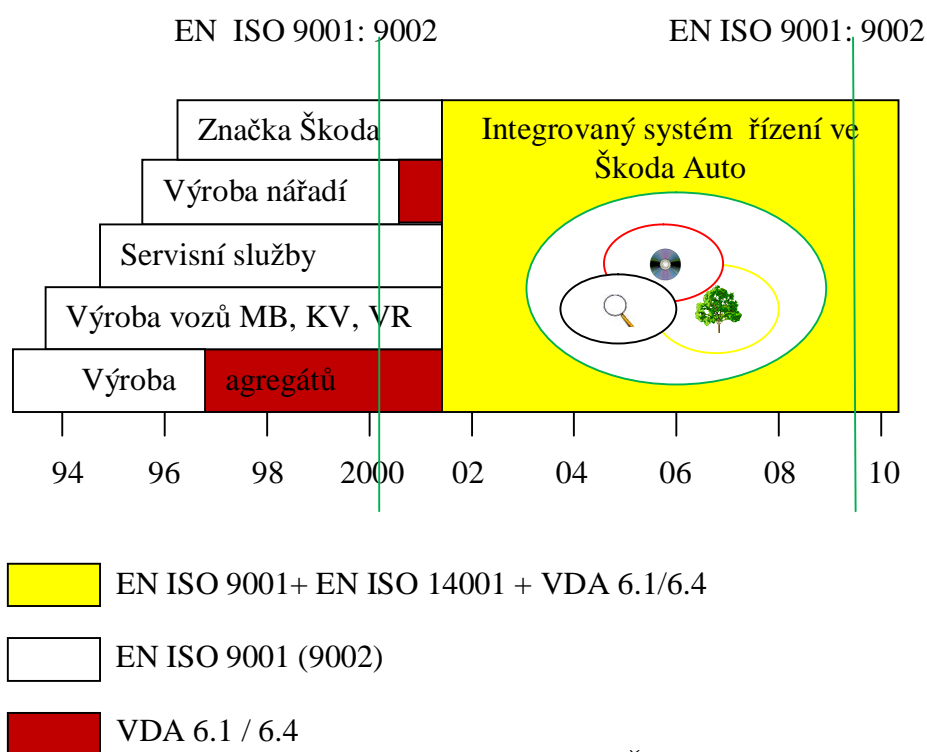 EN ISO 9001: 9002
EN ISO 9001: 9002
Značka Škoda
Integrovaný systém řízení ve
Škoda Auto
Výroba nářadí
Servisní služby
Výroba vozů MB, KV, VR
Výroba agregátů
94 96 98 2000 02 04 06 08 10
EN ISO 9001+ EN ISO 14001 + VDA 6.1/6.4
EN ISO 9001 (9002)
VDA 6.1 / 6.4